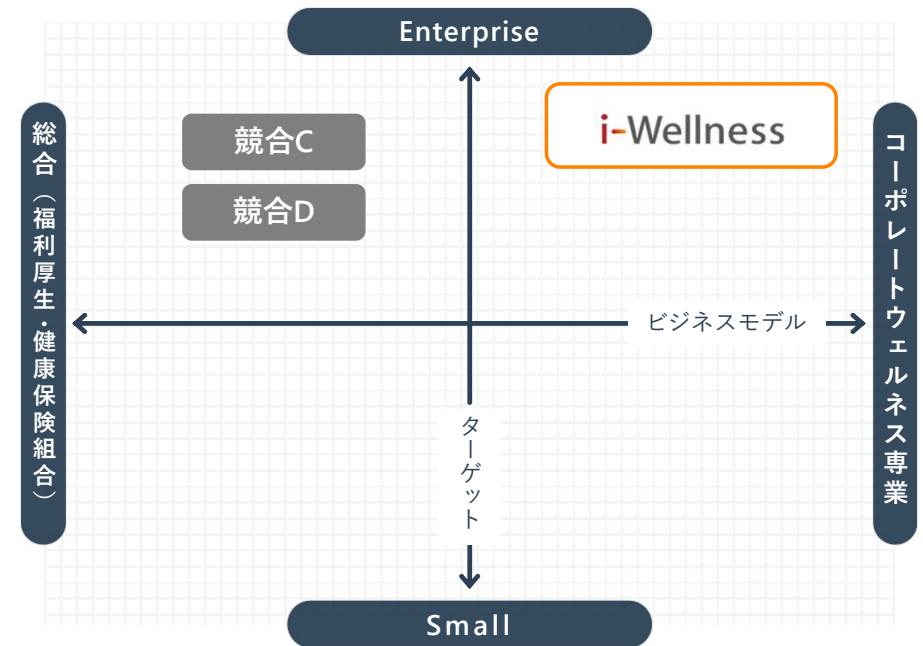 Enterprise
総合（福利厚生・健康保険組合）
競合C
競合D
i-Wellness
コーポレートウェルネス専業
ビジネスモデル
ターゲット
Small